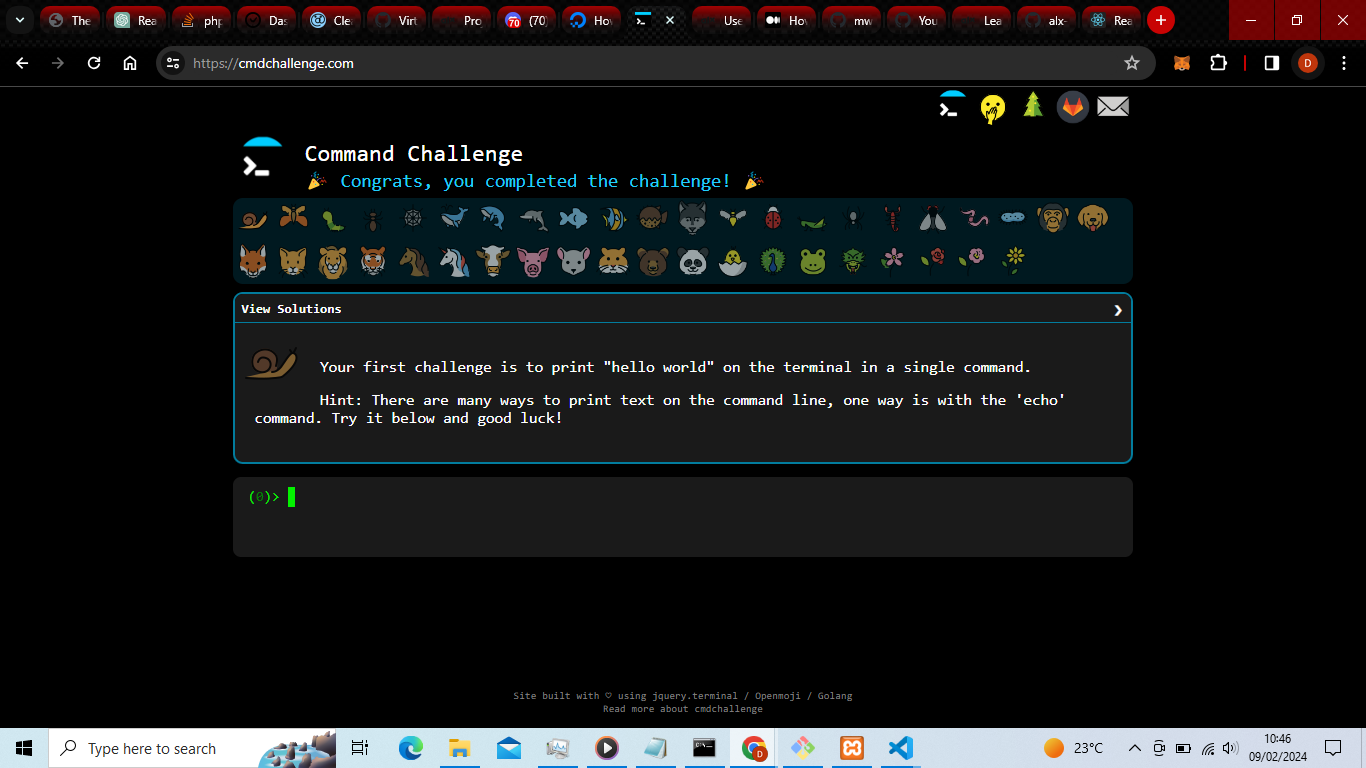 The
Rea
php
Das
Cle
Virt
Pro
70
(70)
Hov
Use
Hov
mw
You
Lea
alx-
Rea
https://cmdchallenge.com
D
Command Challenge
Congrats, you completed the challenge!
View Solutions
Your first challenge is to print "hello world" on the terminal in a single command.
Hint: There are many ways to print text on the command line, one way is with the 'echo'
command. Try it below and good luck!
(0)>
Site built with ♡ using jquery.terminal / Openmoji / Golang
Read more about cmdchallenge
Type here to search
D
23°C
10:46
09/02/2024